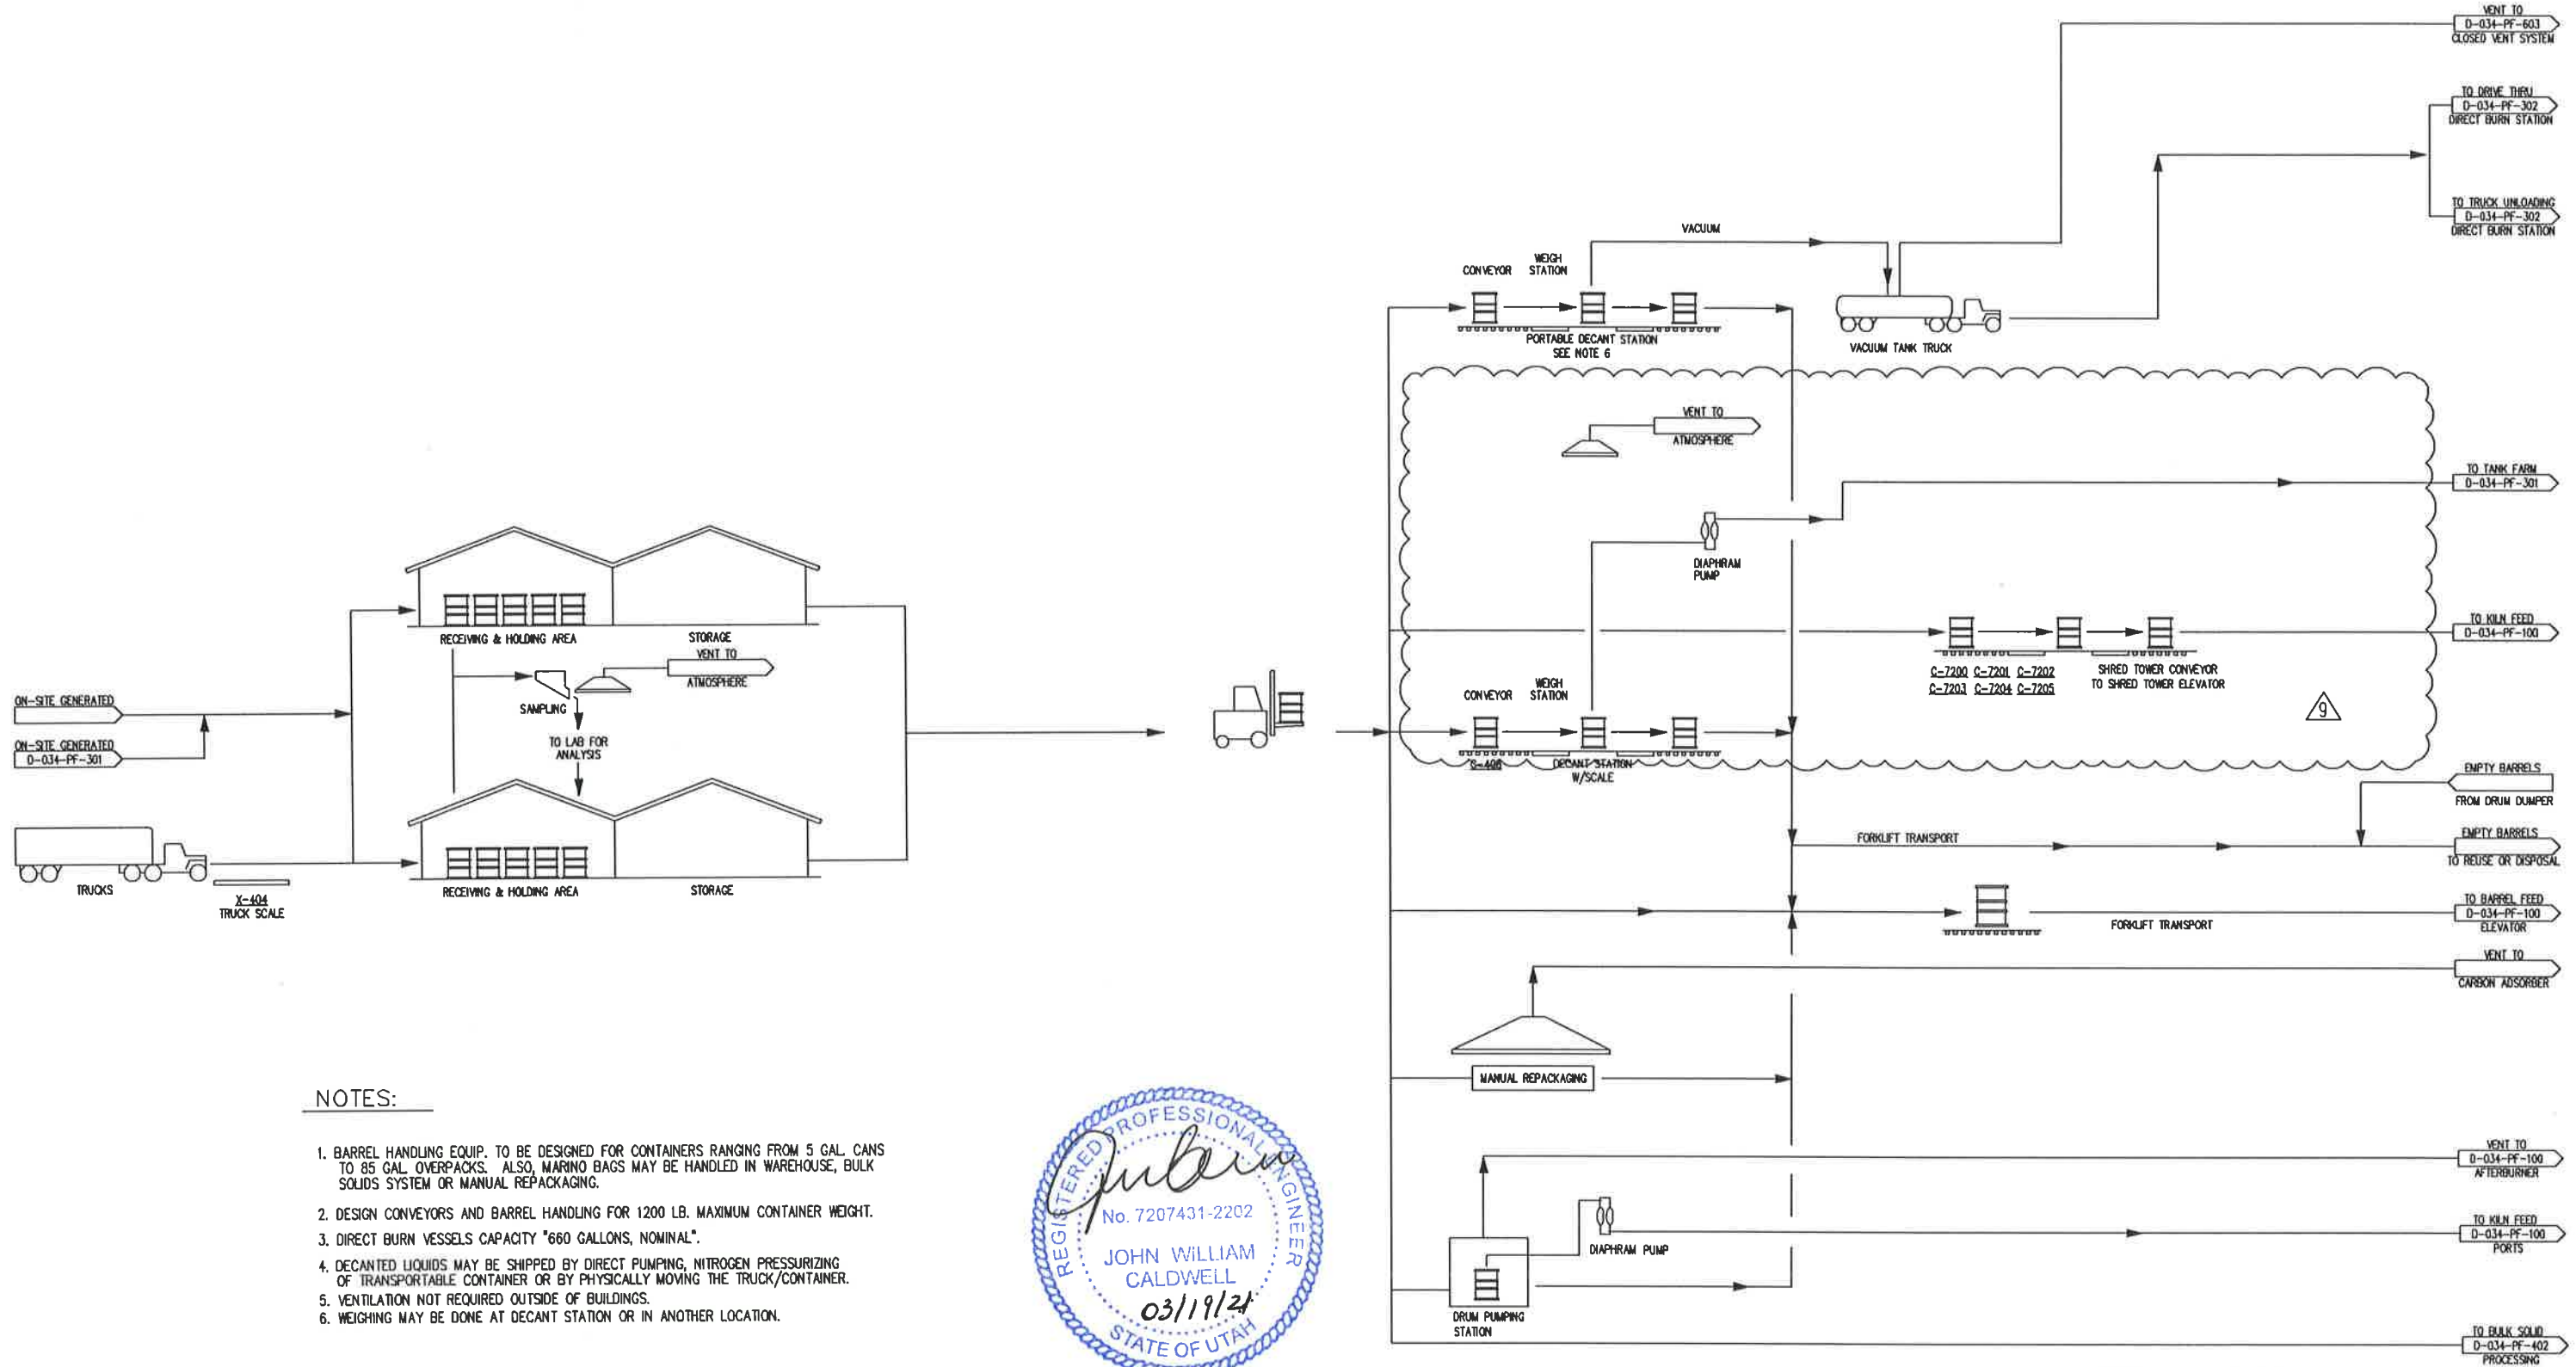 VENT TO
D-034-PF-603
CLOSED VENT SYSTEM
TO DRIVE THRU
D-034-PF-302
DIRECT BURN STATION
TO TRUCK UNLOADING
D-034-PF-302
DIRECT BURN STATION
VACUUM
CONVEYOR
WEIGH
STATION
PORTABLE DECANT STATION
SEE NOTE 6
VACUUM TANK TRUCK
VENT TO
ATMOSPHERE
TO TANK FARM
D-034-PF-301
DIAPHRAM
PUMP
TO KILN FEED
D-034-PF-100
C-7200 C-7201 C-7202
C-7203 C-7204 C-7205
SHRED TOWER CONVEYOR
TO SHRED TOWER ELEVATOR
9
CONVEYOR
WEIGH
STATION
S-406
DECANT STATION
W/SCALE
RECEIVING & HOLDING AREA
STORAGE
VENT TO
ATMOSPHERE
SAMPLING
TO LAB FOR
ANALYSIS
ON-SITE GENERATED
ON-SITE GENERATED
D-034-PF-301
TRUCKS
X-404
TRUCK SCALE
RECEIVING & HOLDING AREA
STORAGE
EMPTY BARRELS
FROM DRUM DUMPER
FORKLIFT TRANSPORT
EMPTY BARRELS
TO REUSE OR DISPOSAL
TO BARREL FEED
D-034-PF-100
ELEVATOR
FORKLIFT TRANSPORT
VENT TO
CARBON ADSORBER
MANUAL REPACKAGING
VENT TO
D-034-PF-100
AFTERBURNER
DIAPHRAM PUMP
TO KILN FEED
D-034-PF-100
PORTS
DRUM PUMPING
STATION
TO BULK SOLID
D-034-PF-402
PROCESSING
NOTES:
1. BARREL HANDLING EQUIP. TO BE DESIGNED FOR CONTAINERS RANGING FROM 5 GAL. CANS
TO 85 GAL. OVERPACKS. ALSO, MARINO BAGS MAY BE HANDLED IN WAREHOUSE, BULK
SOLIDS SYSTEM OR MANUAL REPACKAGING.
2. DESIGN CONVEYORS AND BARREL HANDLING FOR 1200 LB. MAXIMUM CONTAINER WEIGHT.
3. DIRECT BURN VESSELS CAPACITY "660 GALLONS, NOMINAL".
4. DECANTED LIQUIDS MAY BE SHIPPED BY DIRECT PUMPING, NITROGEN PRESSURIZING
OF TRANSPORTABLE CONTAINER OR BY PHYSICALLY MOVING THE TRUCK/CONTAINER.
5. VENTILATION NOT REQUIRED OUTSIDE OF BUILDINGS.
6. WEIGHING MAY BE DONE AT DECANT STATION OR IN ANOTHER LOCATION.
REGISTERED PROFESSIONAL ENGINEER
No. 7207431-2202
JOHN WILLIAM
CALDWELL
03/19/21
STATE OF UTAH